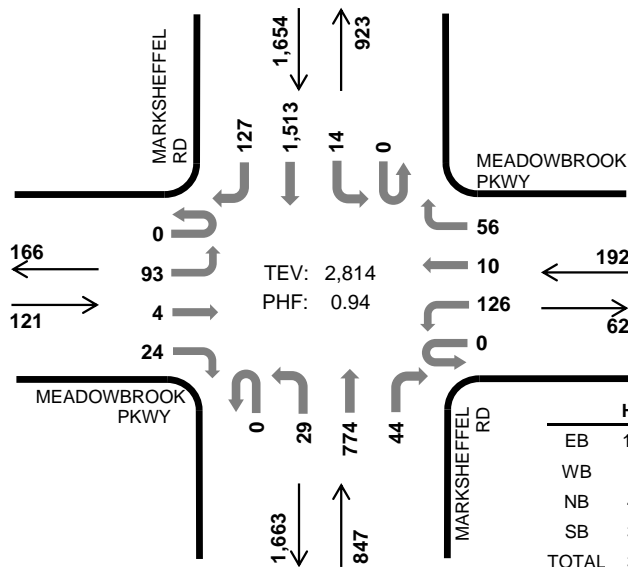 1,654
923
MARKSHEFFEL
RD
127
1,513
14
0
MEADOWBROOK
PKWY
0
56
166
93
TEV: 2,814
10
192
121
4
PHF: 0.94
126
62
24
0
MEADOWBROOK
PKWY
0
29
774
44
MARKSHEFFEL
RD
1,663
847
EB
WB
NB
SB
TOTAL